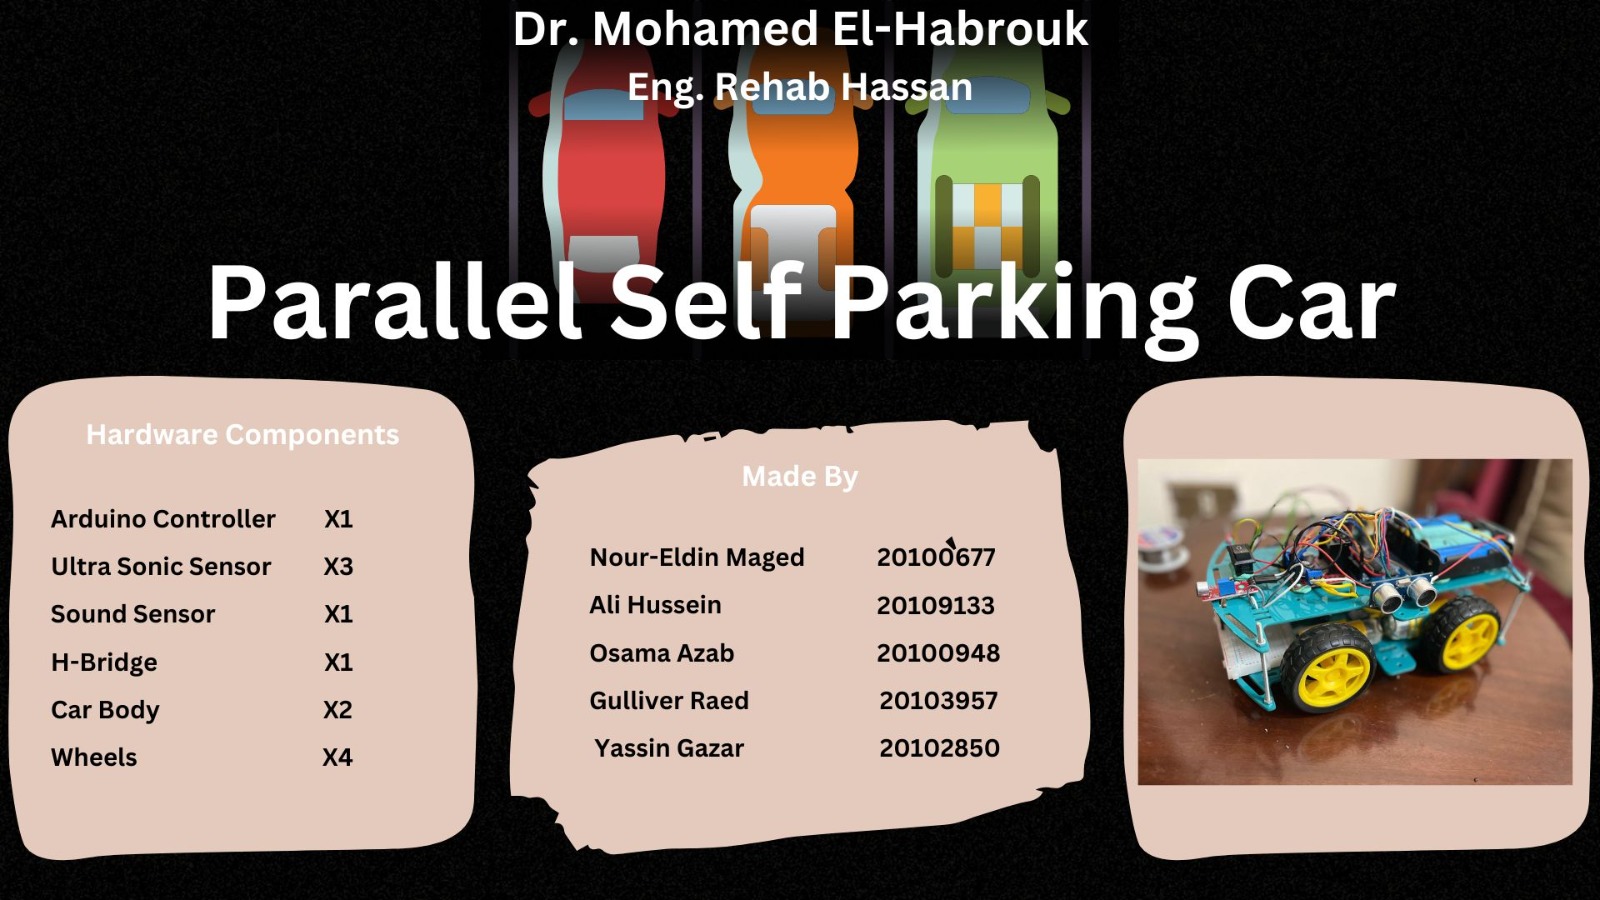 Dr. Mohamed El-Habrouk
Eng. Rehab Hassan
Parallel Self Parking Car
Hardware Components
Arduino Controller X1
Ultra Sonic Sensor X3
Sound Sensor X1
H-Bridge X1
Car Body X2
Wheels X4
Made By
Nour-Eldin Maged 20100677
Ali Hussein 20109133
Osama Azab 20100948
Gulliver Raed 20103957
Yassin Gazar 20102850